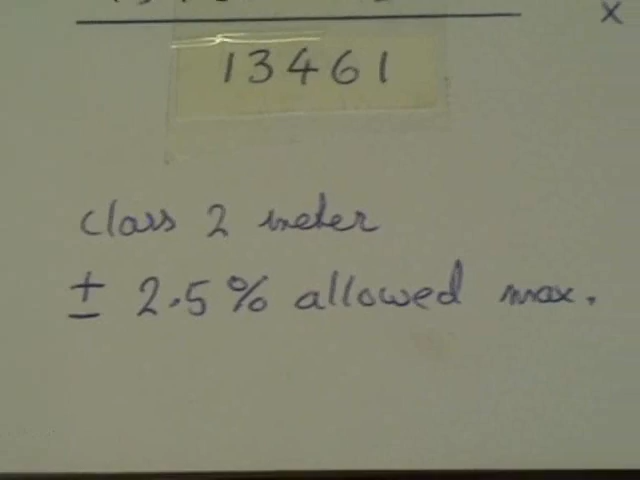 x
13461
class 2 meter
± 2.5% allowed max.